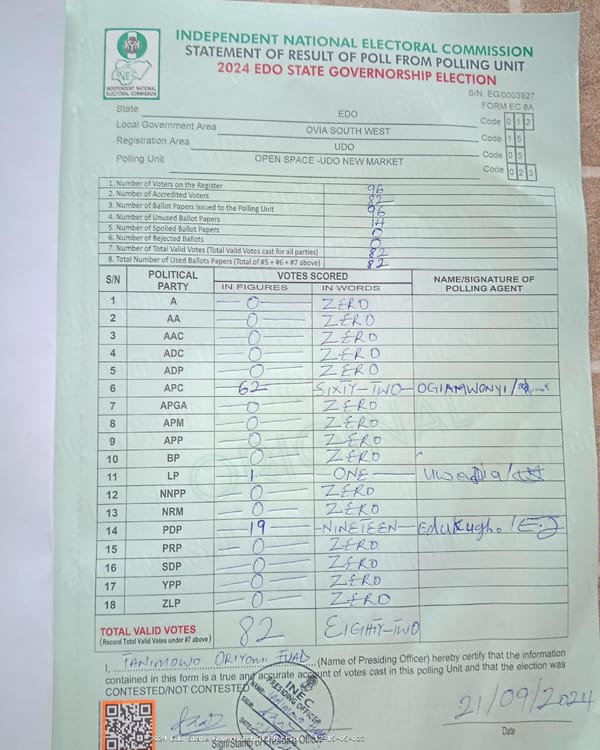 INDEPENDENT NATIONAL ELECTORAL COMMISSION
STATEMENT OF RESULT OF POLL FROM POLLING UNIT
2024 EDO STATE GOVERNORSHIP ELECTION
INEC
INDEPENDENT NATIONAL
ELECTORAL COMMISSION
S/N. EG/0003927
FORM EC 8A
State EDO Code 0 1 2
Local Government Area OVIA SOUTH WEST Code 1 5
Registration Area UDO Code 0 5
Polling Unit OPEN SPACE -UDO NEW MARKET Code 0 2 3
1. Number of Voters on the Register 96
2. Number of Accredited Voters 82
3. Number of Ballot Papers Issued to the Polling Unit 96
4. Number of Unused Ballot Papers 14
5. Number of Spoiled Ballot Papers 0
6. Number of Rejected Ballots 0
7. Number of Total Valid Votes (Total Valid Votes cast for all parties) 82
8. Total Number of Used Ballots Papers (Total of #5 + #6 + #7 above) 82
S/N POLITICAL PARTY VOTES SCORED NAME/SIGNATURE OF POLLING AGENT
IN FIGURES IN WORDS
1 A 0 ZERO
2 AA 0 ZERO
3 AAC 0 ZERO
4 ADC 0 ZERO
5 ADP 0 ZERO
6 APC 62 SIXTY-TWO OGIAMWONYI/
7 APGA 0 ZERO
8 APM 0 ZERO
9 APP 0 ZERO
10 BP 0 ZERO
11 LP 1 ONE
12 NNPP 0 ZERO
13 NRM 0 ZERO
14 PDP 19 NINETEEN
15 PRP 0 ZERO
16 SDP 0 ZERO
17 YPP 0 ZERO
18 ZLP 0 ZERO
TOTAL VALID VOTES 82 EIGHTY-TWO
(Record Total Valid Votes under #7 above)
I, TANIMOWO ORIYOMI FUAD (Name of Presiding Officer) hereby certify that the information
contained in this form is a true and accurate account of votes cast in this polling Unit and that the election was
CONTESTED/NOT CONTESTED
INEC
PRESIDING OFFICER
NAME:
21/09/2024
Date